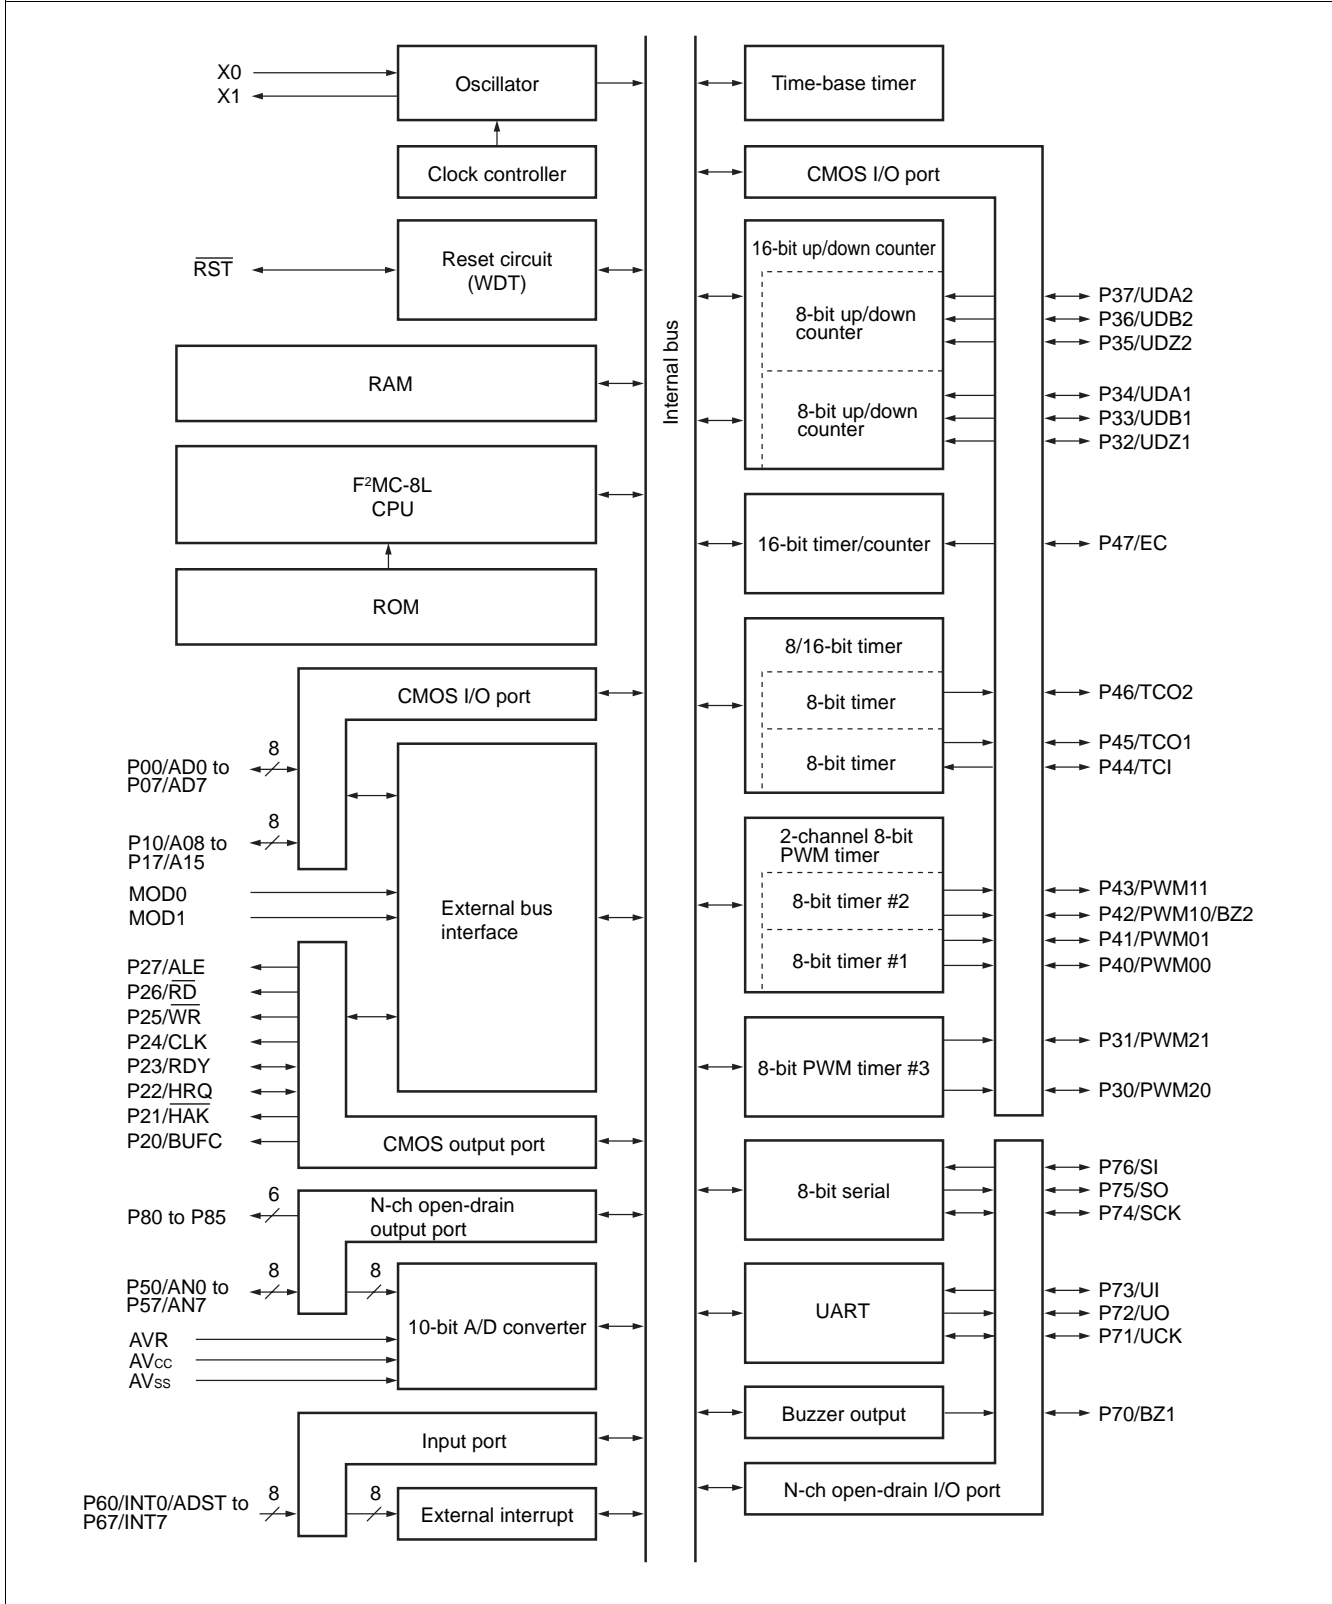 X0
X1
Oscillator
Clock controller
R̅S̅T̅
Reset circuit
(WDT)
RAM
F²MC-8L
CPU
ROM
CMOS I/O port
8
P00/AD0 to
P07/AD7
8
P10/A08 to
P17/A15
MOD0
MOD1
External bus
interface
P27/ALE
P26/R̅D̅
P25/W̅R̅
P24/CLK
P23/RDY
P22/HRQ
P21/H̅A̅K̅
P20/BUFC
CMOS output port
6
P80 to P85
N-ch open-drain
output port
8
8
P50/AN0 to
P57/AN7
10-bit A/D converter
AVR
AVCC
AVSS
Input port
8
8
P60/INT0/ADST to
P67/INT7
External interrupt
Internal bus
Time-base timer
CMOS I/O port
16-bit up/down counter
8-bit up/down
counter
P37/UDA2
P36/UDB2
P35/UDZ2
8-bit up/down
counter
P34/UDA1
P33/UDB1
P32/UDZ1
16-bit timer/counter
P47/EC
8/16-bit timer
8-bit timer
P46/TCO2
8-bit timer
P45/TCO1
P44/TCI
2-channel 8-bit
PWM timer
8-bit timer #2
P43/PWM11
P42/PWM10/BZ2
8-bit timer #1
P41/PWM01
P40/PWM00
8-bit PWM timer #3
P31/PWM21
P30/PWM20
8-bit serial
P76/SI
P75/SO
P74/SCK
UART
P73/UI
P72/UO
P71/UCK
Buzzer output
P70/BZ1
N-ch open-drain I/O port